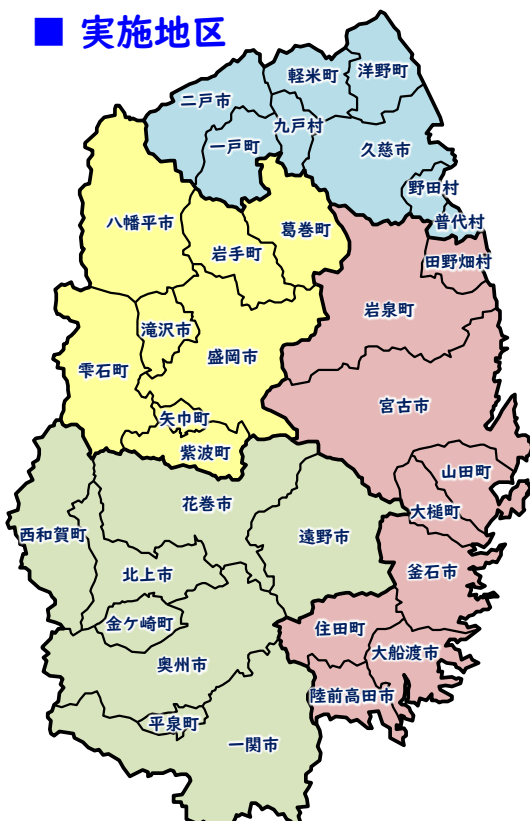 ■ 実施地区
軽米町
洋野町
二戸市
九戸村
一戸町
久慈市
野田村
普代村
八幡平市
葛巻町
岩手町
田野畑村
岩泉町
滝沢市
盛岡市
雫石町
宮古市
矢巾町
紫波町
山田町
花巻市
大槌町
西和賀町
遠野市
北上市
釜石市
金ケ崎町
住田町
大船渡市
奥州市
陸前高田市
平泉町
一関市